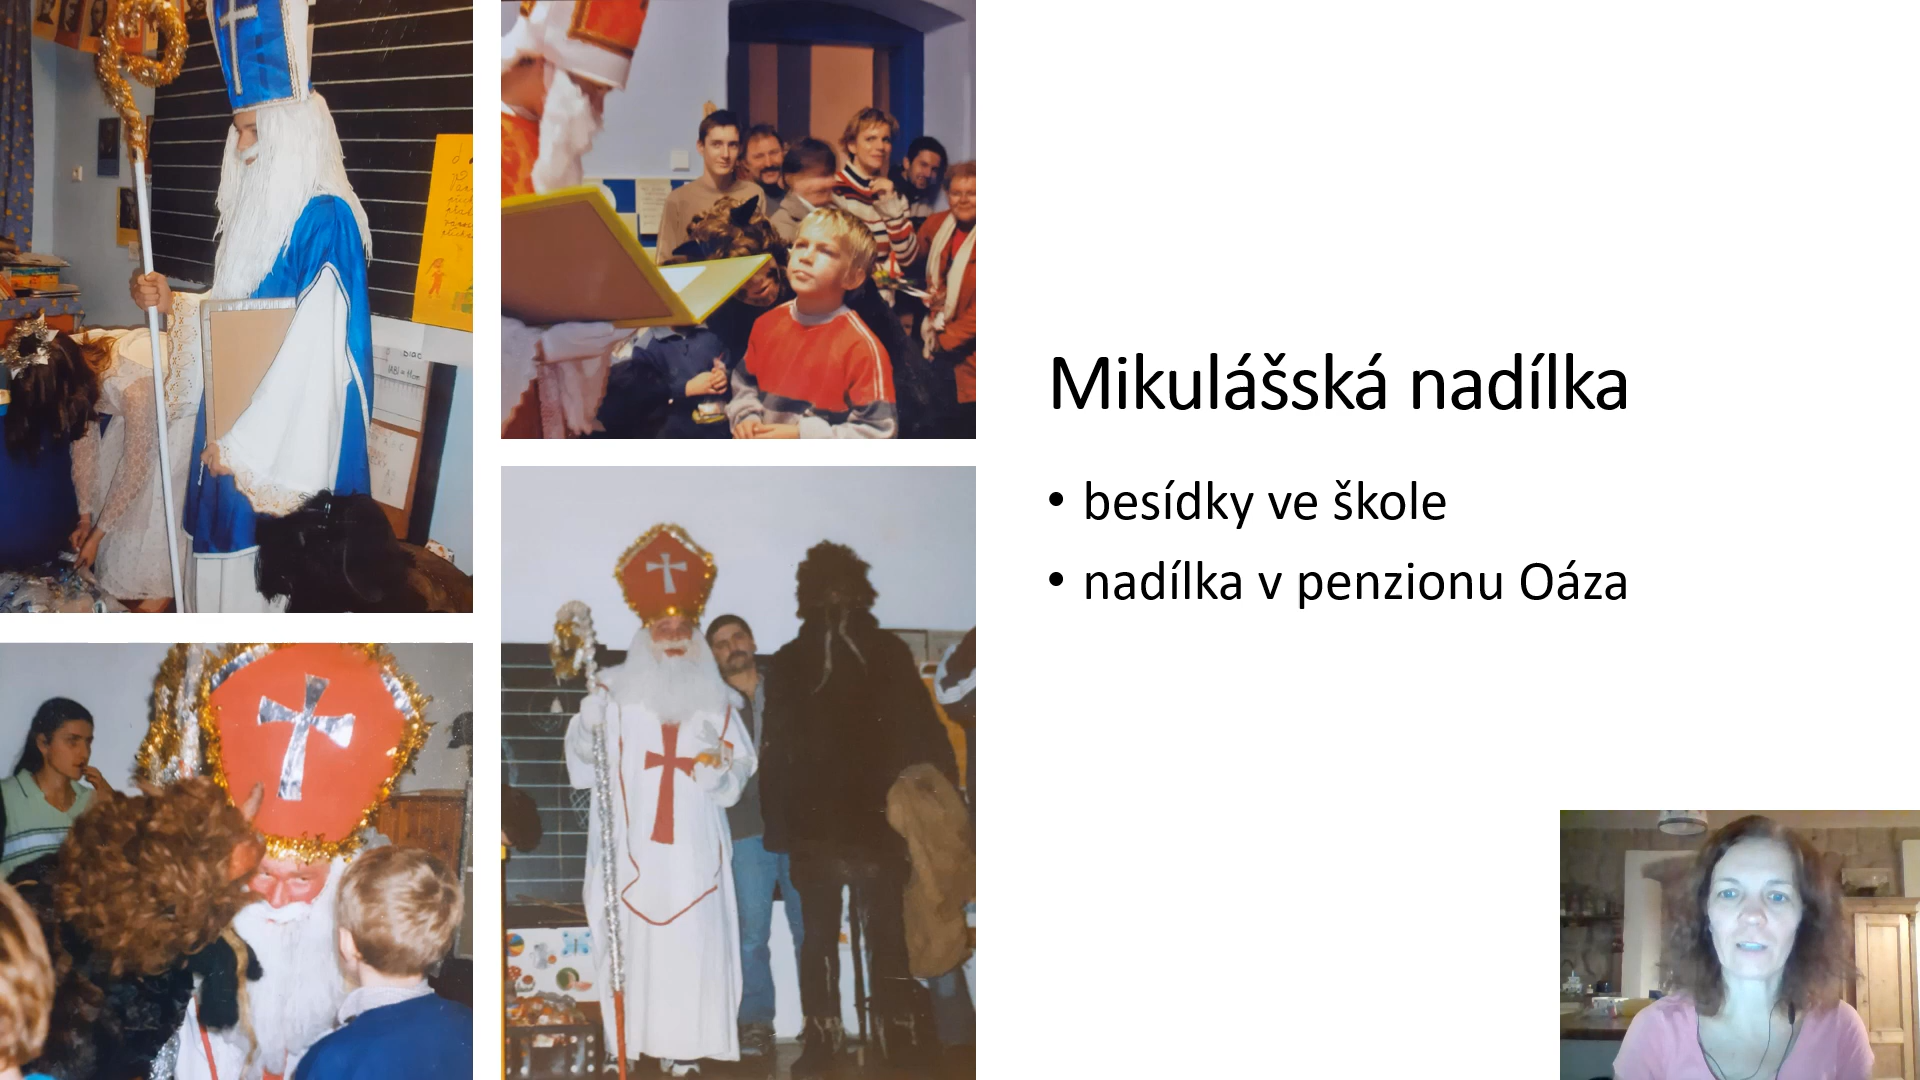 Mikulášská nadílka
• besídky ve škole
• nadílka v penzionu Oáza